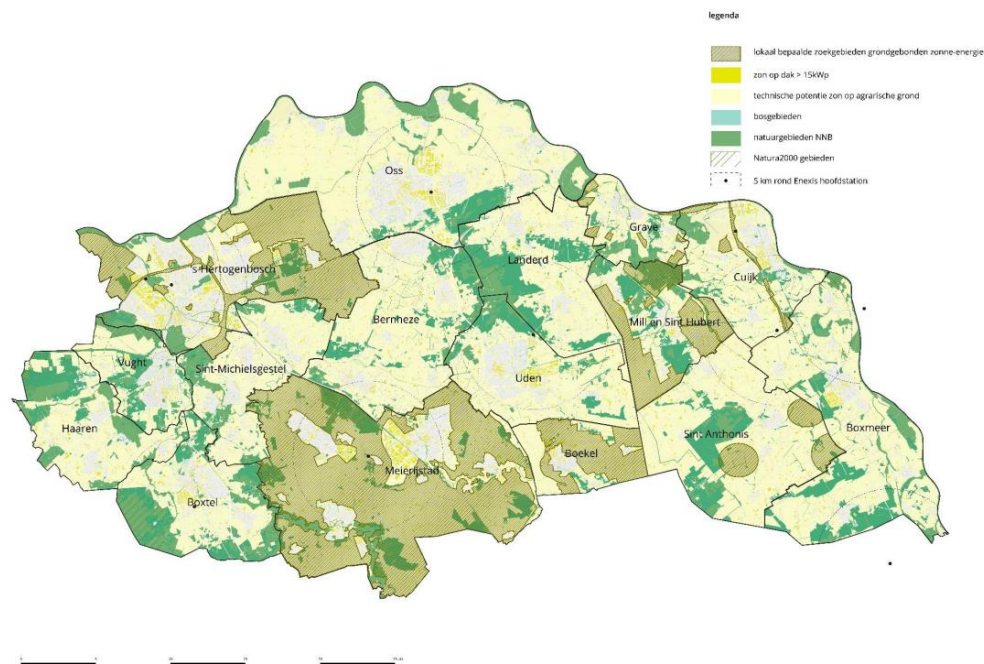 legenda
lokaal bepaalde zoekgebieden grondgebonden zonne-energie
zon op dak > 15kWp
technische potentie zon op agrarische grond
bosgebieden
natuurgebieden NNB
Natura2000 gebieden
5 km rond Enexis hoofdstation
Oss
Grave
Landerd
's Hertogenbosch
Cuijk
Bernheze
Mill en Sint Hubert
Vught
Sint-Michielsgestel
Uden
Haaren
Sint Anthonis
Boxmeer
Boekel
Meierijstad
Boxtel